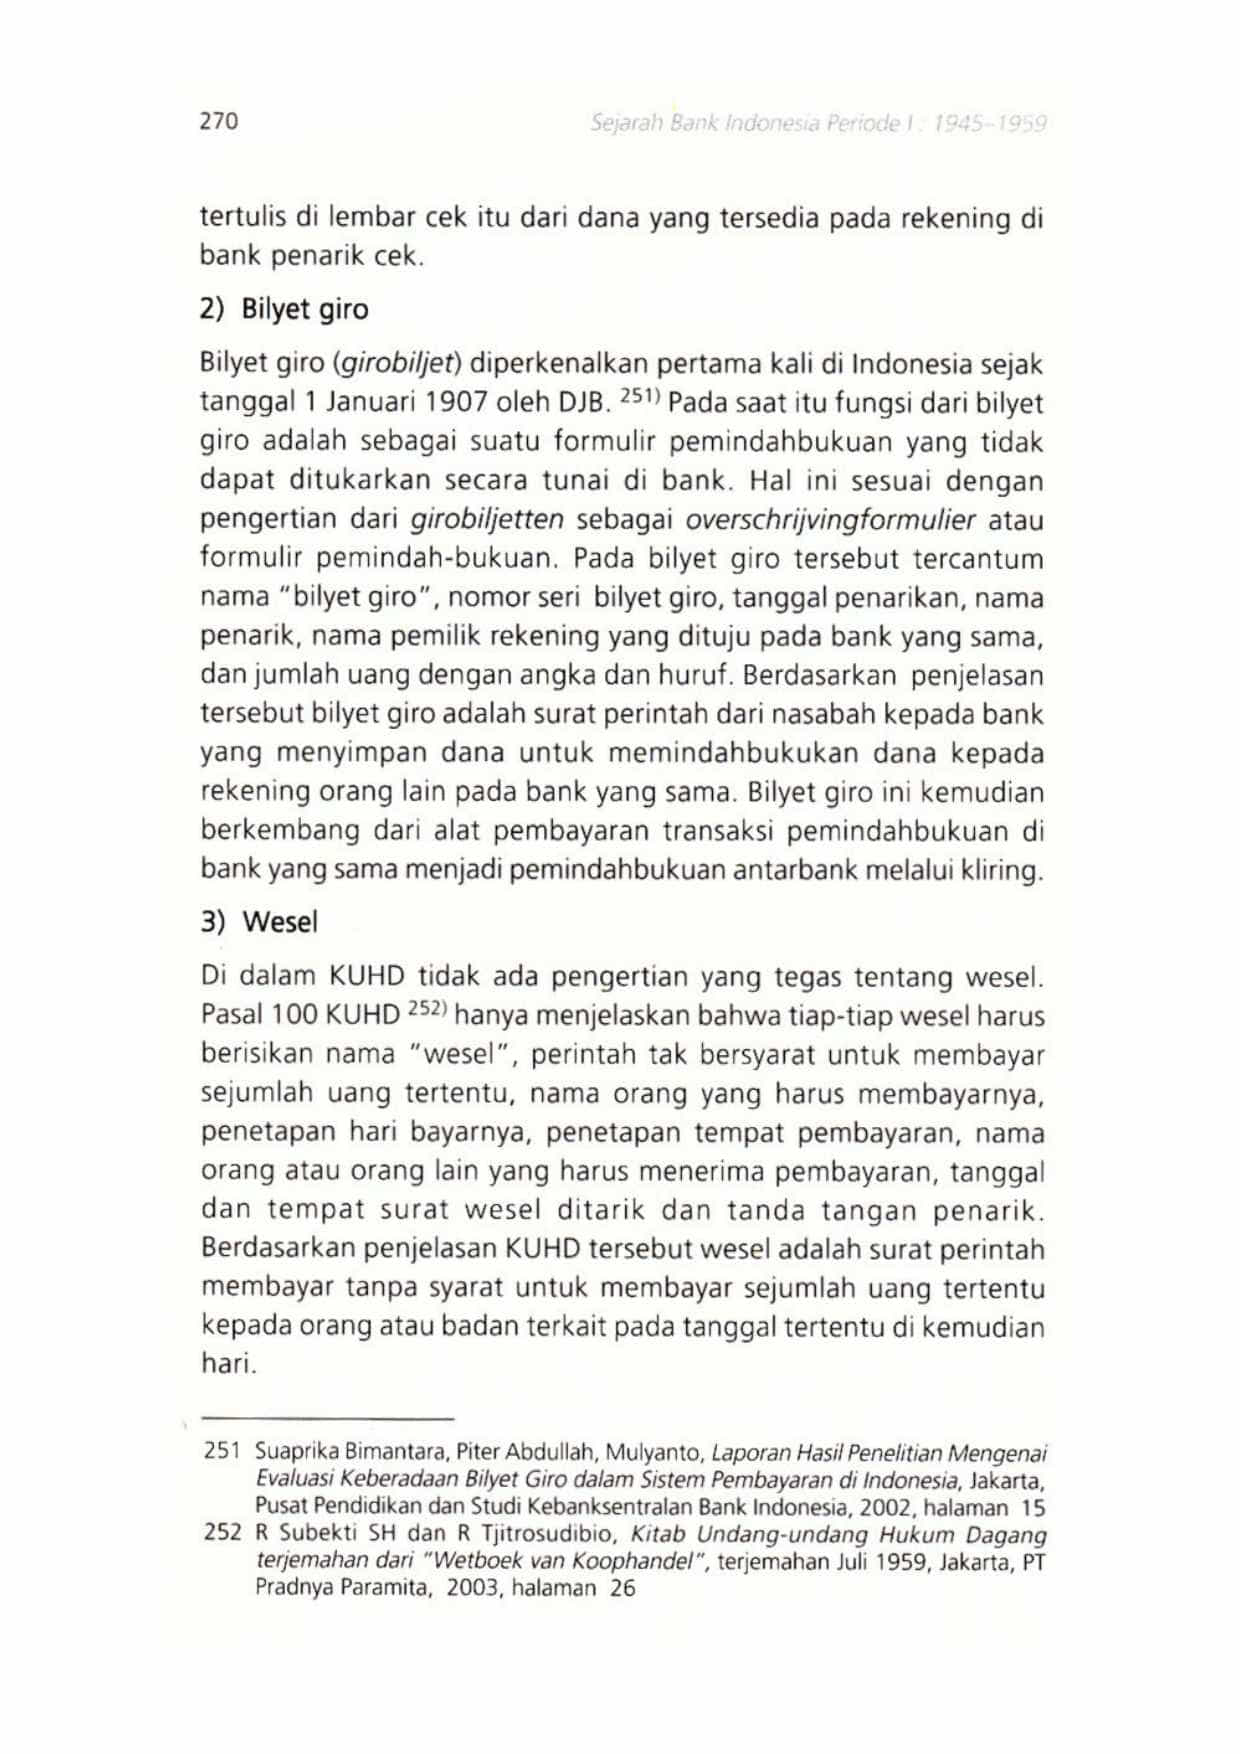 270
Sejarah Bank Indonesia Periode I : 1945–1959
tertulis di lembar cek itu dari dana yang tersedia pada rekening di
bank penarik cek.
2) Bilyet giro
Bilyet giro (girobiljet) diperkenalkan pertama kali di Indonesia sejak
tanggal 1 Januari 1907 oleh DJB. 251) Pada saat itu fungsi dari bilyet
giro adalah sebagai suatu formulir pemindahbukuan yang tidak
dapat ditukarkan secara tunai di bank. Hal ini sesuai dengan
pengertian dari girobiljetten sebagai overschrijvingformulier atau
formulir pemindah-bukuan. Pada bilyet giro tersebut tercantum
nama "bilyet giro", nomor seri bilyet giro, tanggal penarikan, nama
penarik, nama pemilik rekening yang dituju pada bank yang sama,
dan jumlah uang dengan angka dan huruf. Berdasarkan penjelasan
tersebut bilyet giro adalah surat perintah dari nasabah kepada bank
yang menyimpan dana untuk memindahbukukan dana kepada
rekening orang lain pada bank yang sama. Bilyet giro ini kemudian
berkembang dari alat pembayaran transaksi pemindahbukuan di
bank yang sama menjadi pemindahbukuan antarbank melalui kliring.
3) Wesel
Di dalam KUHD tidak ada pengertian yang tegas tentang wesel.
Pasal 100 KUHD 252) hanya menjelaskan bahwa tiap-tiap wesel harus
berisikan nama "wesel", perintah tak bersyarat untuk membayar
sejumlah uang tertentu, nama orang yang harus membayarnya,
penetapan hari bayarnya, penetapan tempat pembayaran, nama
orang atau orang lain yang harus menerima pembayaran, tanggal
dan tempat surat wesel ditarik dan tanda tangan penarik.
Berdasarkan penjelasan KUHD tersebut wesel adalah surat perintah
membayar tanpa syarat untuk membayar sejumlah uang tertentu
kepada orang atau badan terkait pada tanggal tertentu di kemudian
hari.
251 Suaprika Bimantara, Piter Abdullah, Mulyanto, Laporan Hasil Penelitian Mengenai
Evaluasi Keberadaan Bilyet Giro dalam Sistem Pembayaran di Indonesia, Jakarta,
Pusat Pendidikan dan Studi Kebanksentralan Bank Indonesia, 2002, halaman 15
252 R Subekti SH dan R Tjitrosudibio, Kitab Undang-undang Hukum Dagang
terjemahan dari "Wetboek van Koophandel", terjemahan Juli 1959, Jakarta, PT
Pradnya Paramita, 2003, halaman 26